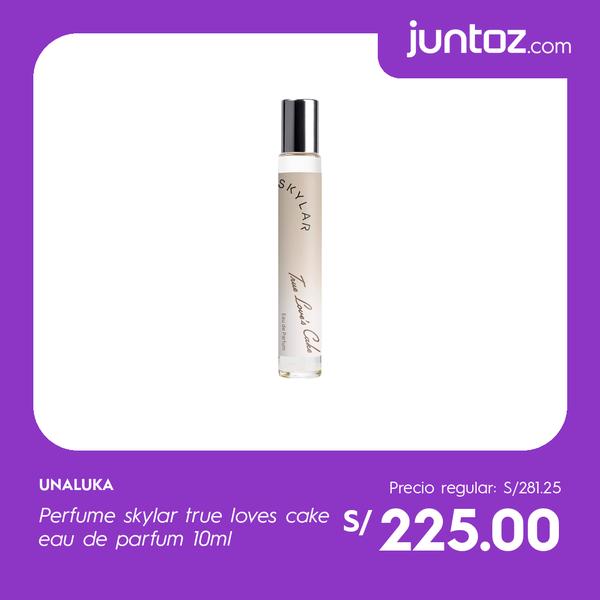 juntoz.com
SKYLAR
True Love's Cake
Eau de Parfum
UNALUKA
Perfume skylar true loves cake
eau de parfum 10ml
Precio regular: S/281.25
S/225.00